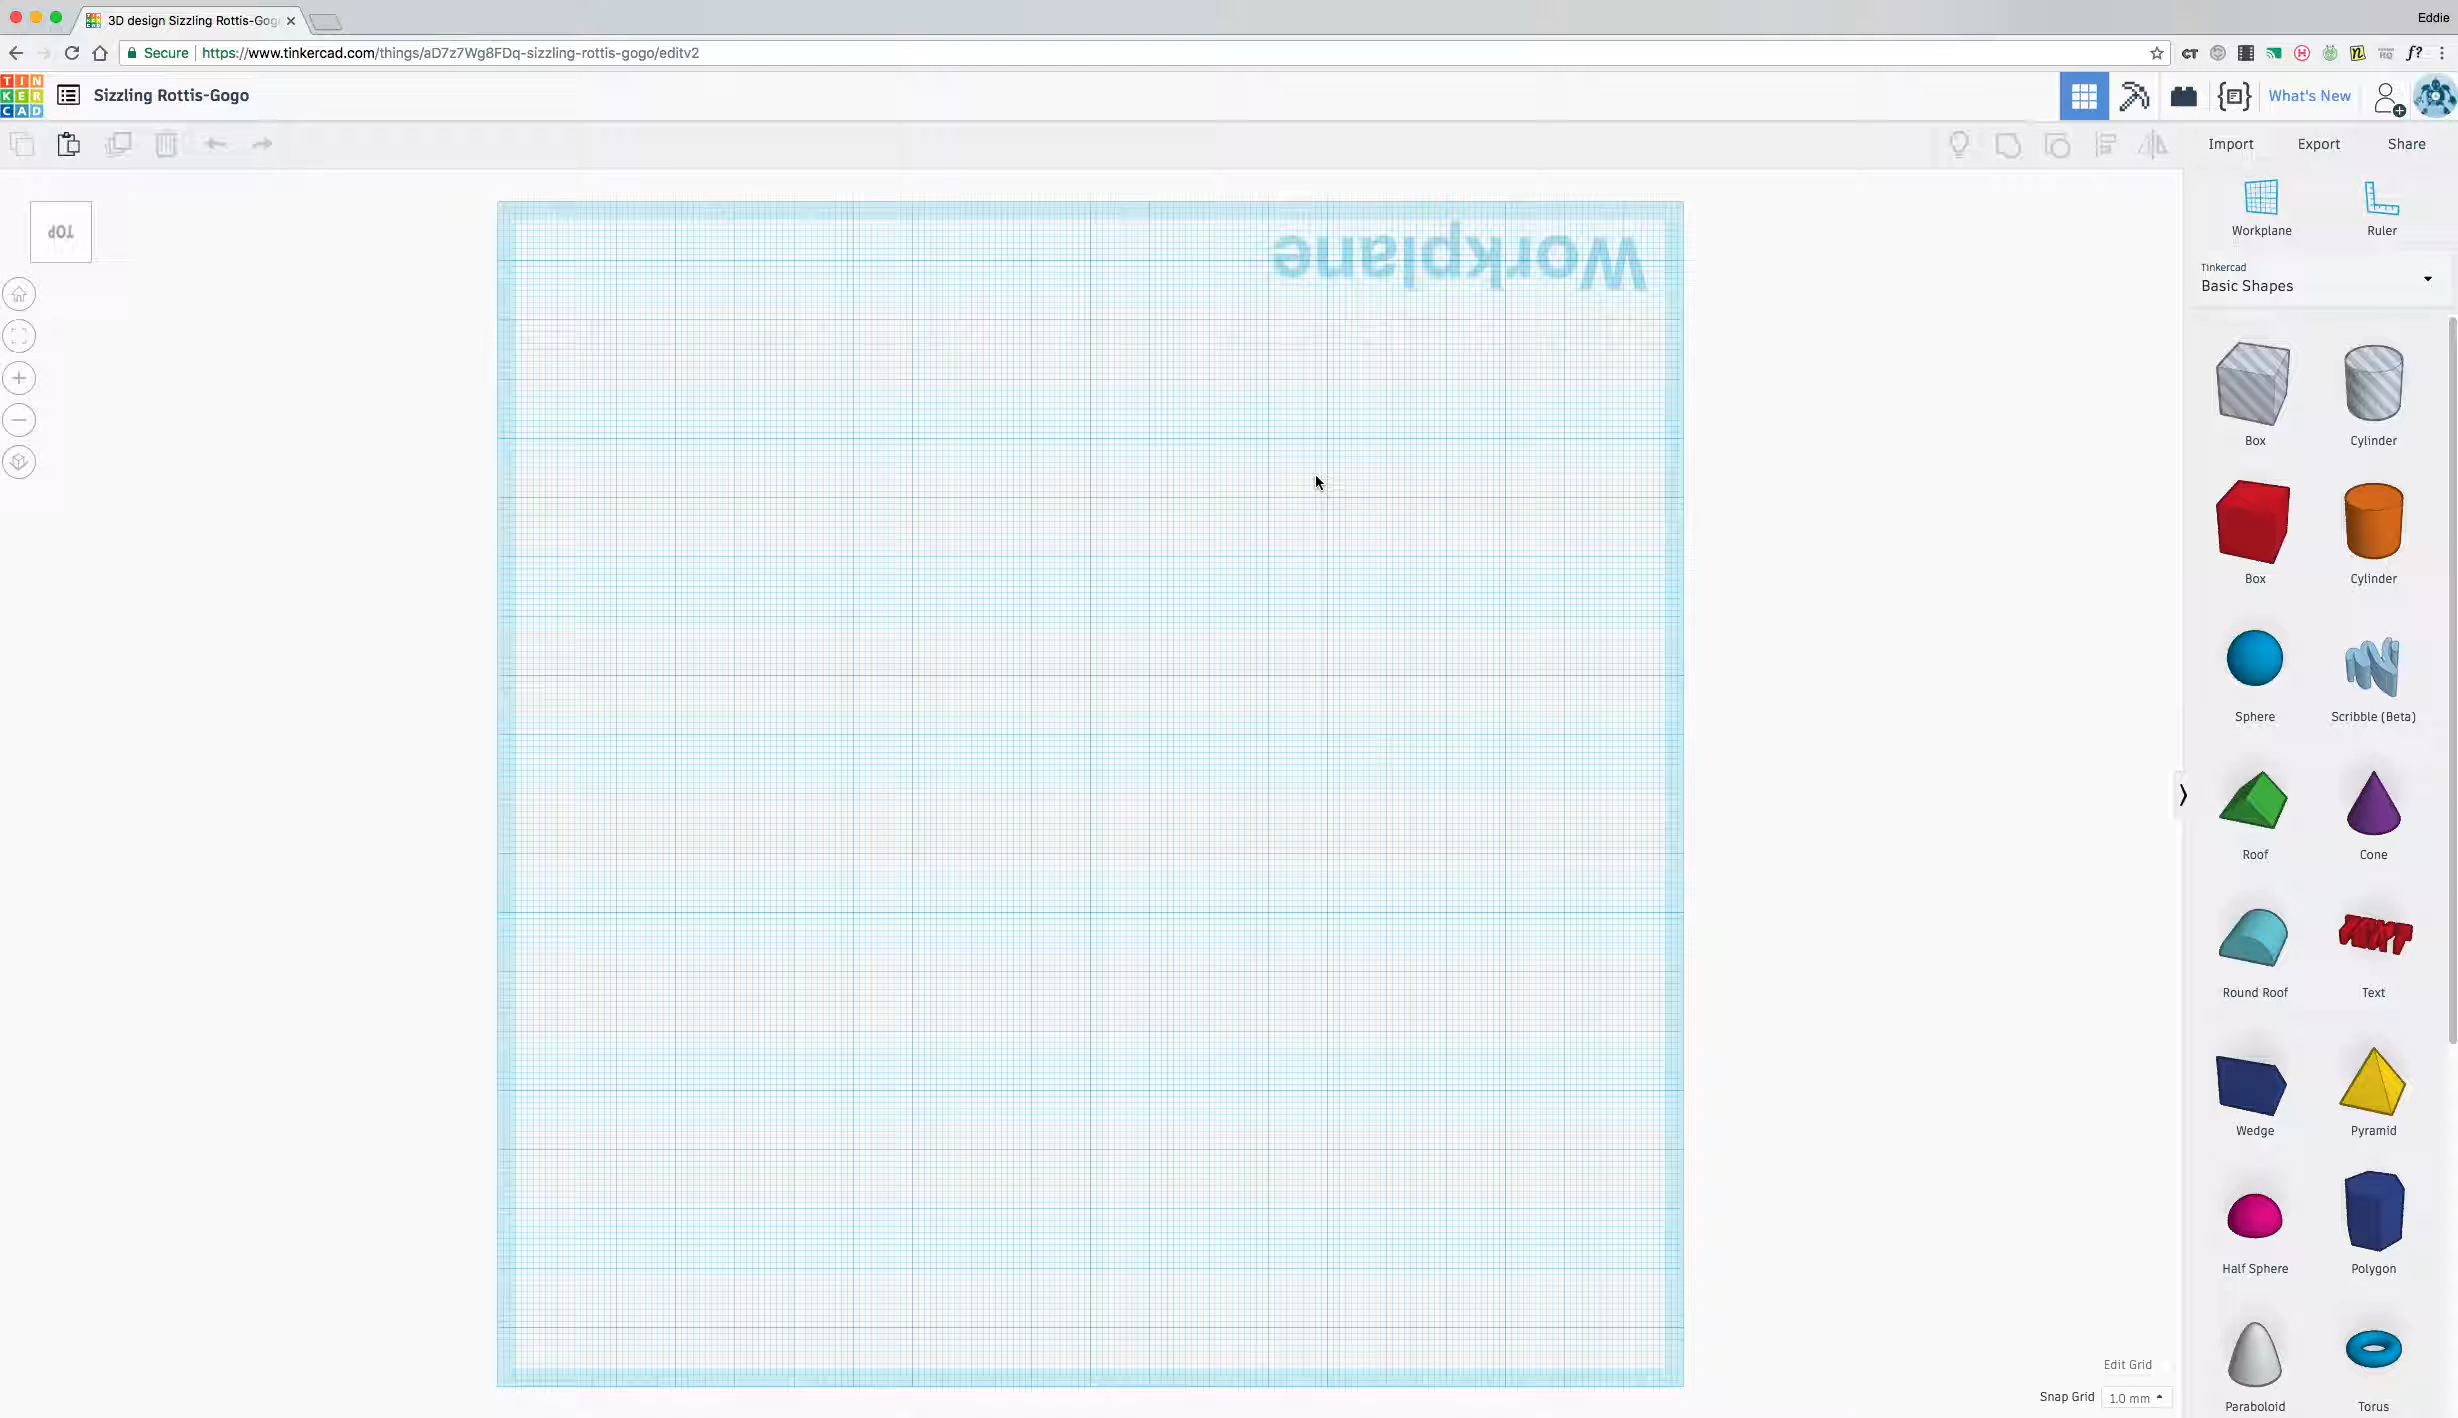 3D design Sizzling Rottis-Gog
Eddie
Secure | https://www.tinkercad.com/things/aD7z7Wg8FDq-sizzling-rottis-gogo/editv2
CT
f?
TIN
KER
CAD
Sizzling Rottis-Gogo
What's New
Import
Export
Share
TOP
Workplane
Workplane
Ruler
Tinkercad
Basic Shapes
Box
Cylinder
Box
Cylinder
Sphere
Scribble (Beta)
Roof
Cone
TEXT
Round Roof
Text
Wedge
Pyramid
Half Sphere
Polygon
Edit Grid
Snap Grid
1.0 mm
Paraboloid
Torus